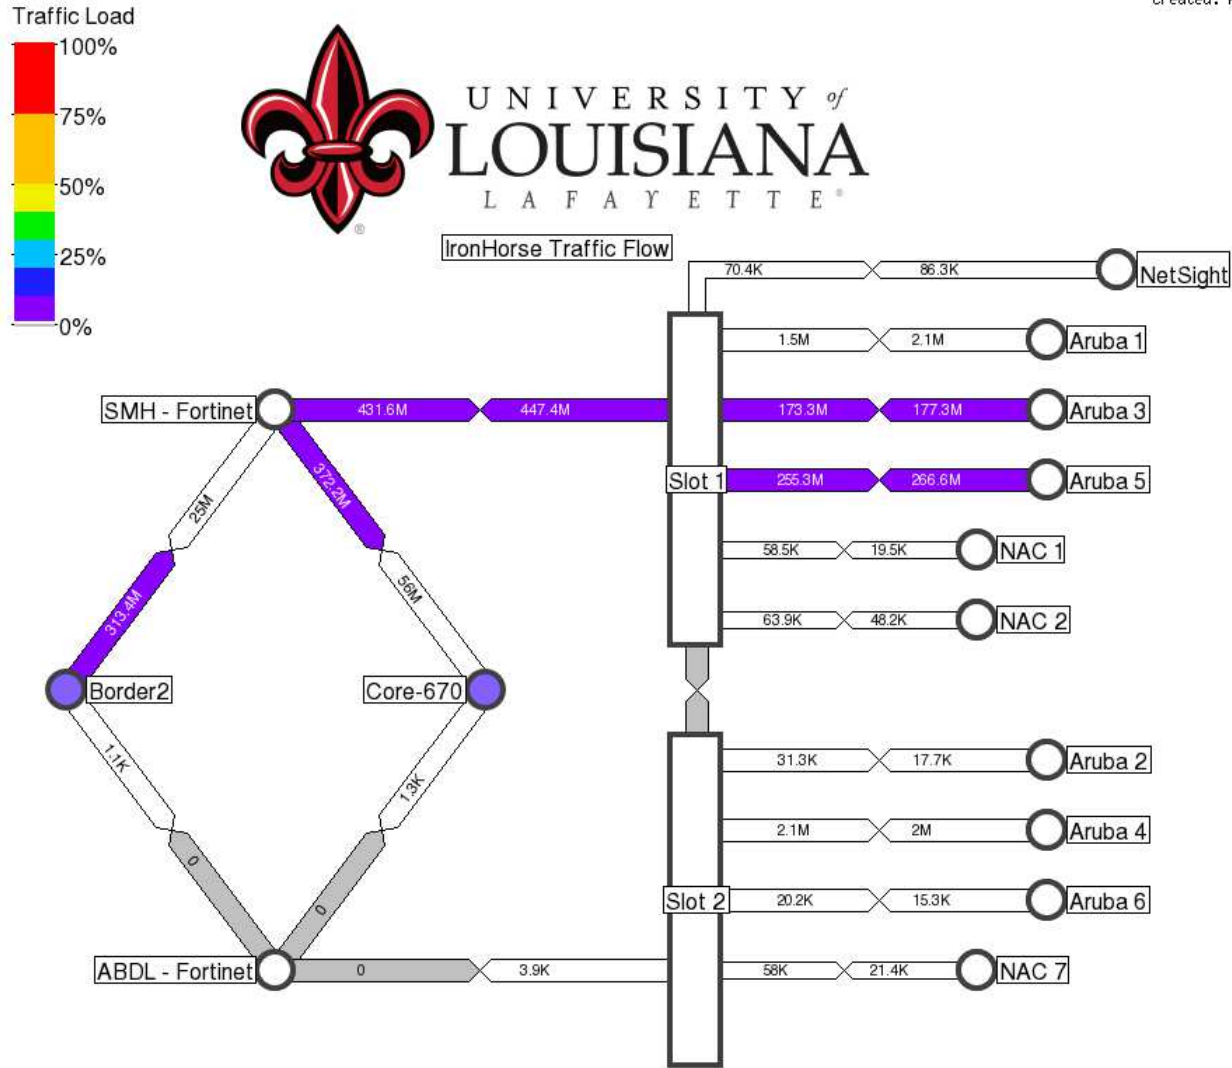 Traffic Load
100%
75%
50%
25%
0%
UNIVERSITY of
LOUISIANA
LAFAYETTE®
®
IronHorse Traffic Flow
70.4K 86.3K NetSight
1.5M 2.1M Aruba 1
SMH - Fortinet 431.6M 447.4M 173.3M 177.3M Aruba 3
372.2M
Slot 1 255.3M 266.6M Aruba 5
25M
58.5K 19.5K NAC 1
56M
313.4M
63.9K 48.2K NAC 2
Border2 Core-670
1.1K 1.3K
31.3K 17.7K Aruba 2
2.1M 2M Aruba 4
0 0
Slot 2 20.2K 15.3K Aruba 6
ABDL - Fortinet 0 3.9K 58K 21.4K NAC 7